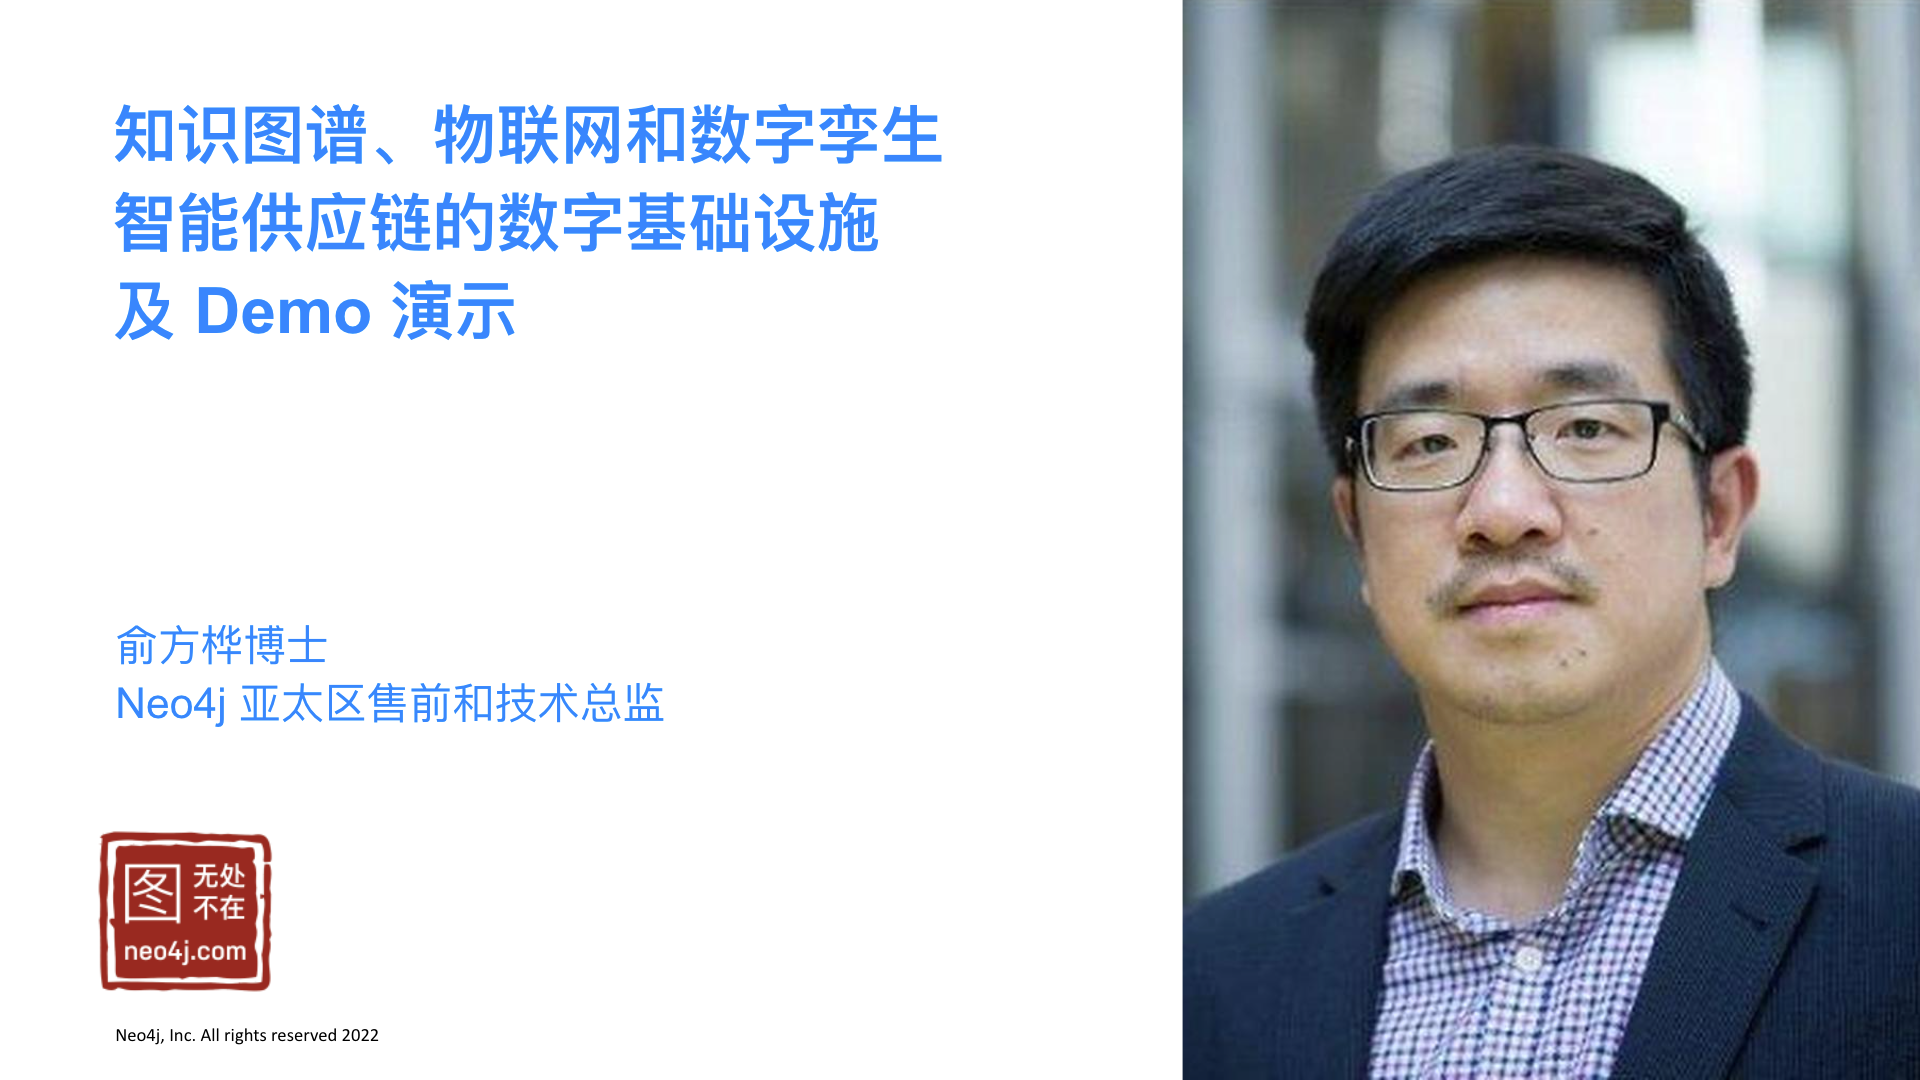 知识图谱、物联网和数字孪生
智能供应链的数字基础设施
及 Demo 演示
俞方桦博士
Neo4j 亚太区售前和技术总监
图 无处
不在
neo4j.com
Neo4j, Inc. All rights reserved 2022